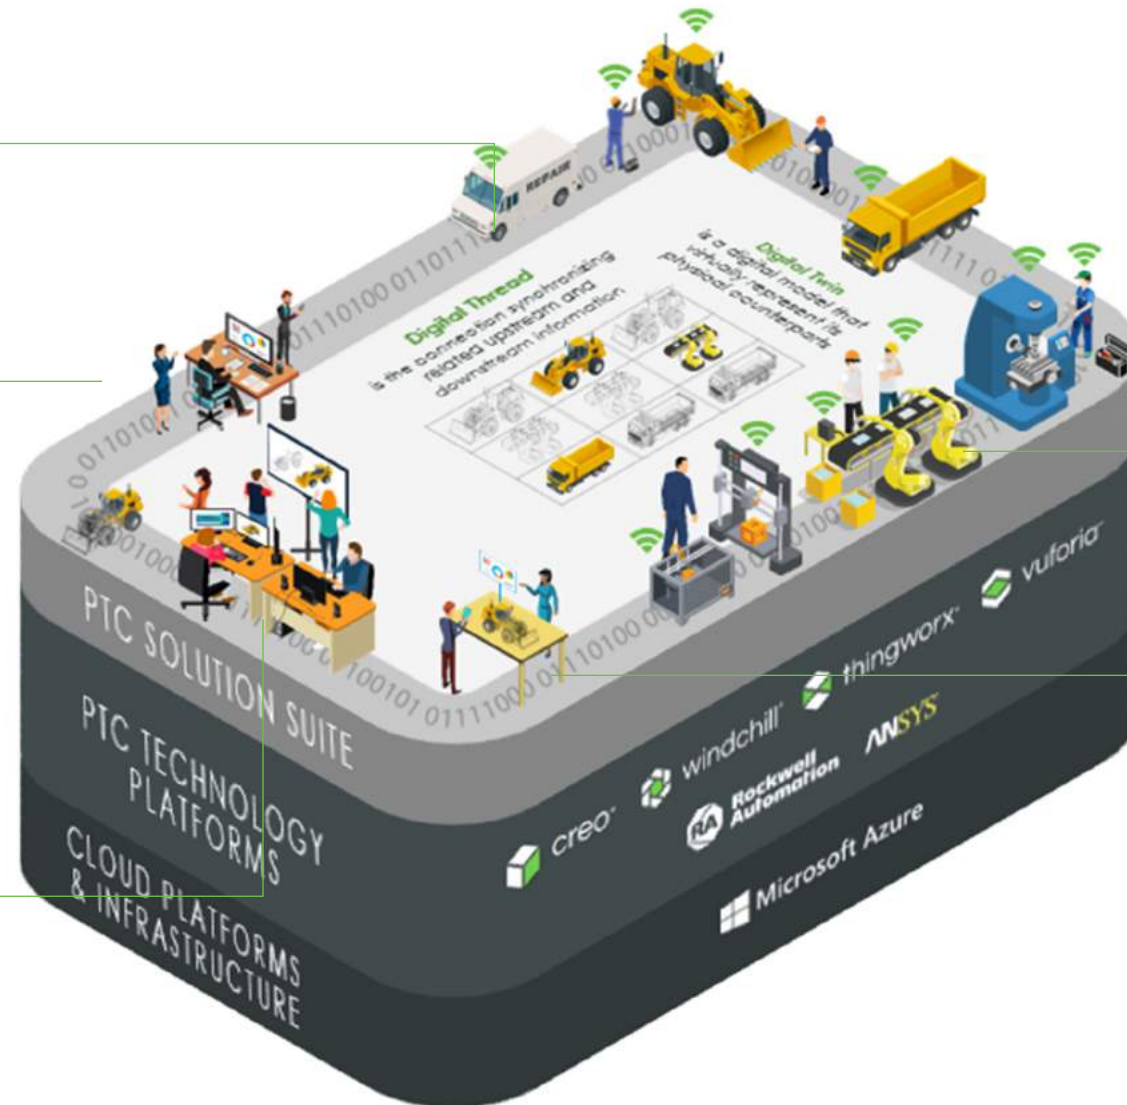 REPAIR
Digital Thread
is the connection synchronizing
related upstream and
downstream information
Digital Twin
is a digital model that
virtually represent its
physical counterparts
PTC SOLUTION SUITE
PTC TECHNOLOGY
PLATFORMS
CLOUD PLATFORMS
& INFRASTRUCTURE
creo
windchill
thingworx
vuforia
RA
Rockwell
Automation
ANSYS
Microsoft Azure